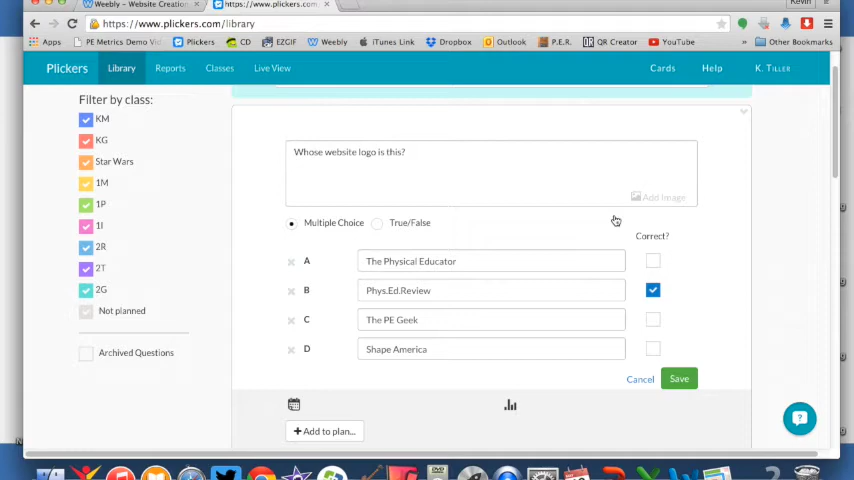 Weebly – Website Creation
https://www.plickers.com/l
Kevin
https://www.plickers.com/library
Apps PE Metrics Demo Vid Plickers CD EZGIF Weebly iTunes Link Dropbox Outlook P.E.R. QR Creator YouTube » Other Bookmarks
Plickers Library Reports Classes Live View Cards Help K. Tiller
Filter by class:
KM
KG
Star Wars
1M
1P
1I
2R
2T
2G
Not planned
Archived Questions
Whose website logo is this?
Add Image
Multiple Choice True/False
Correct?
A The Physical Educator
B Phys.Ed.Review
C The PE Geek
D Shape America
Cancel Save
+Add to plan...